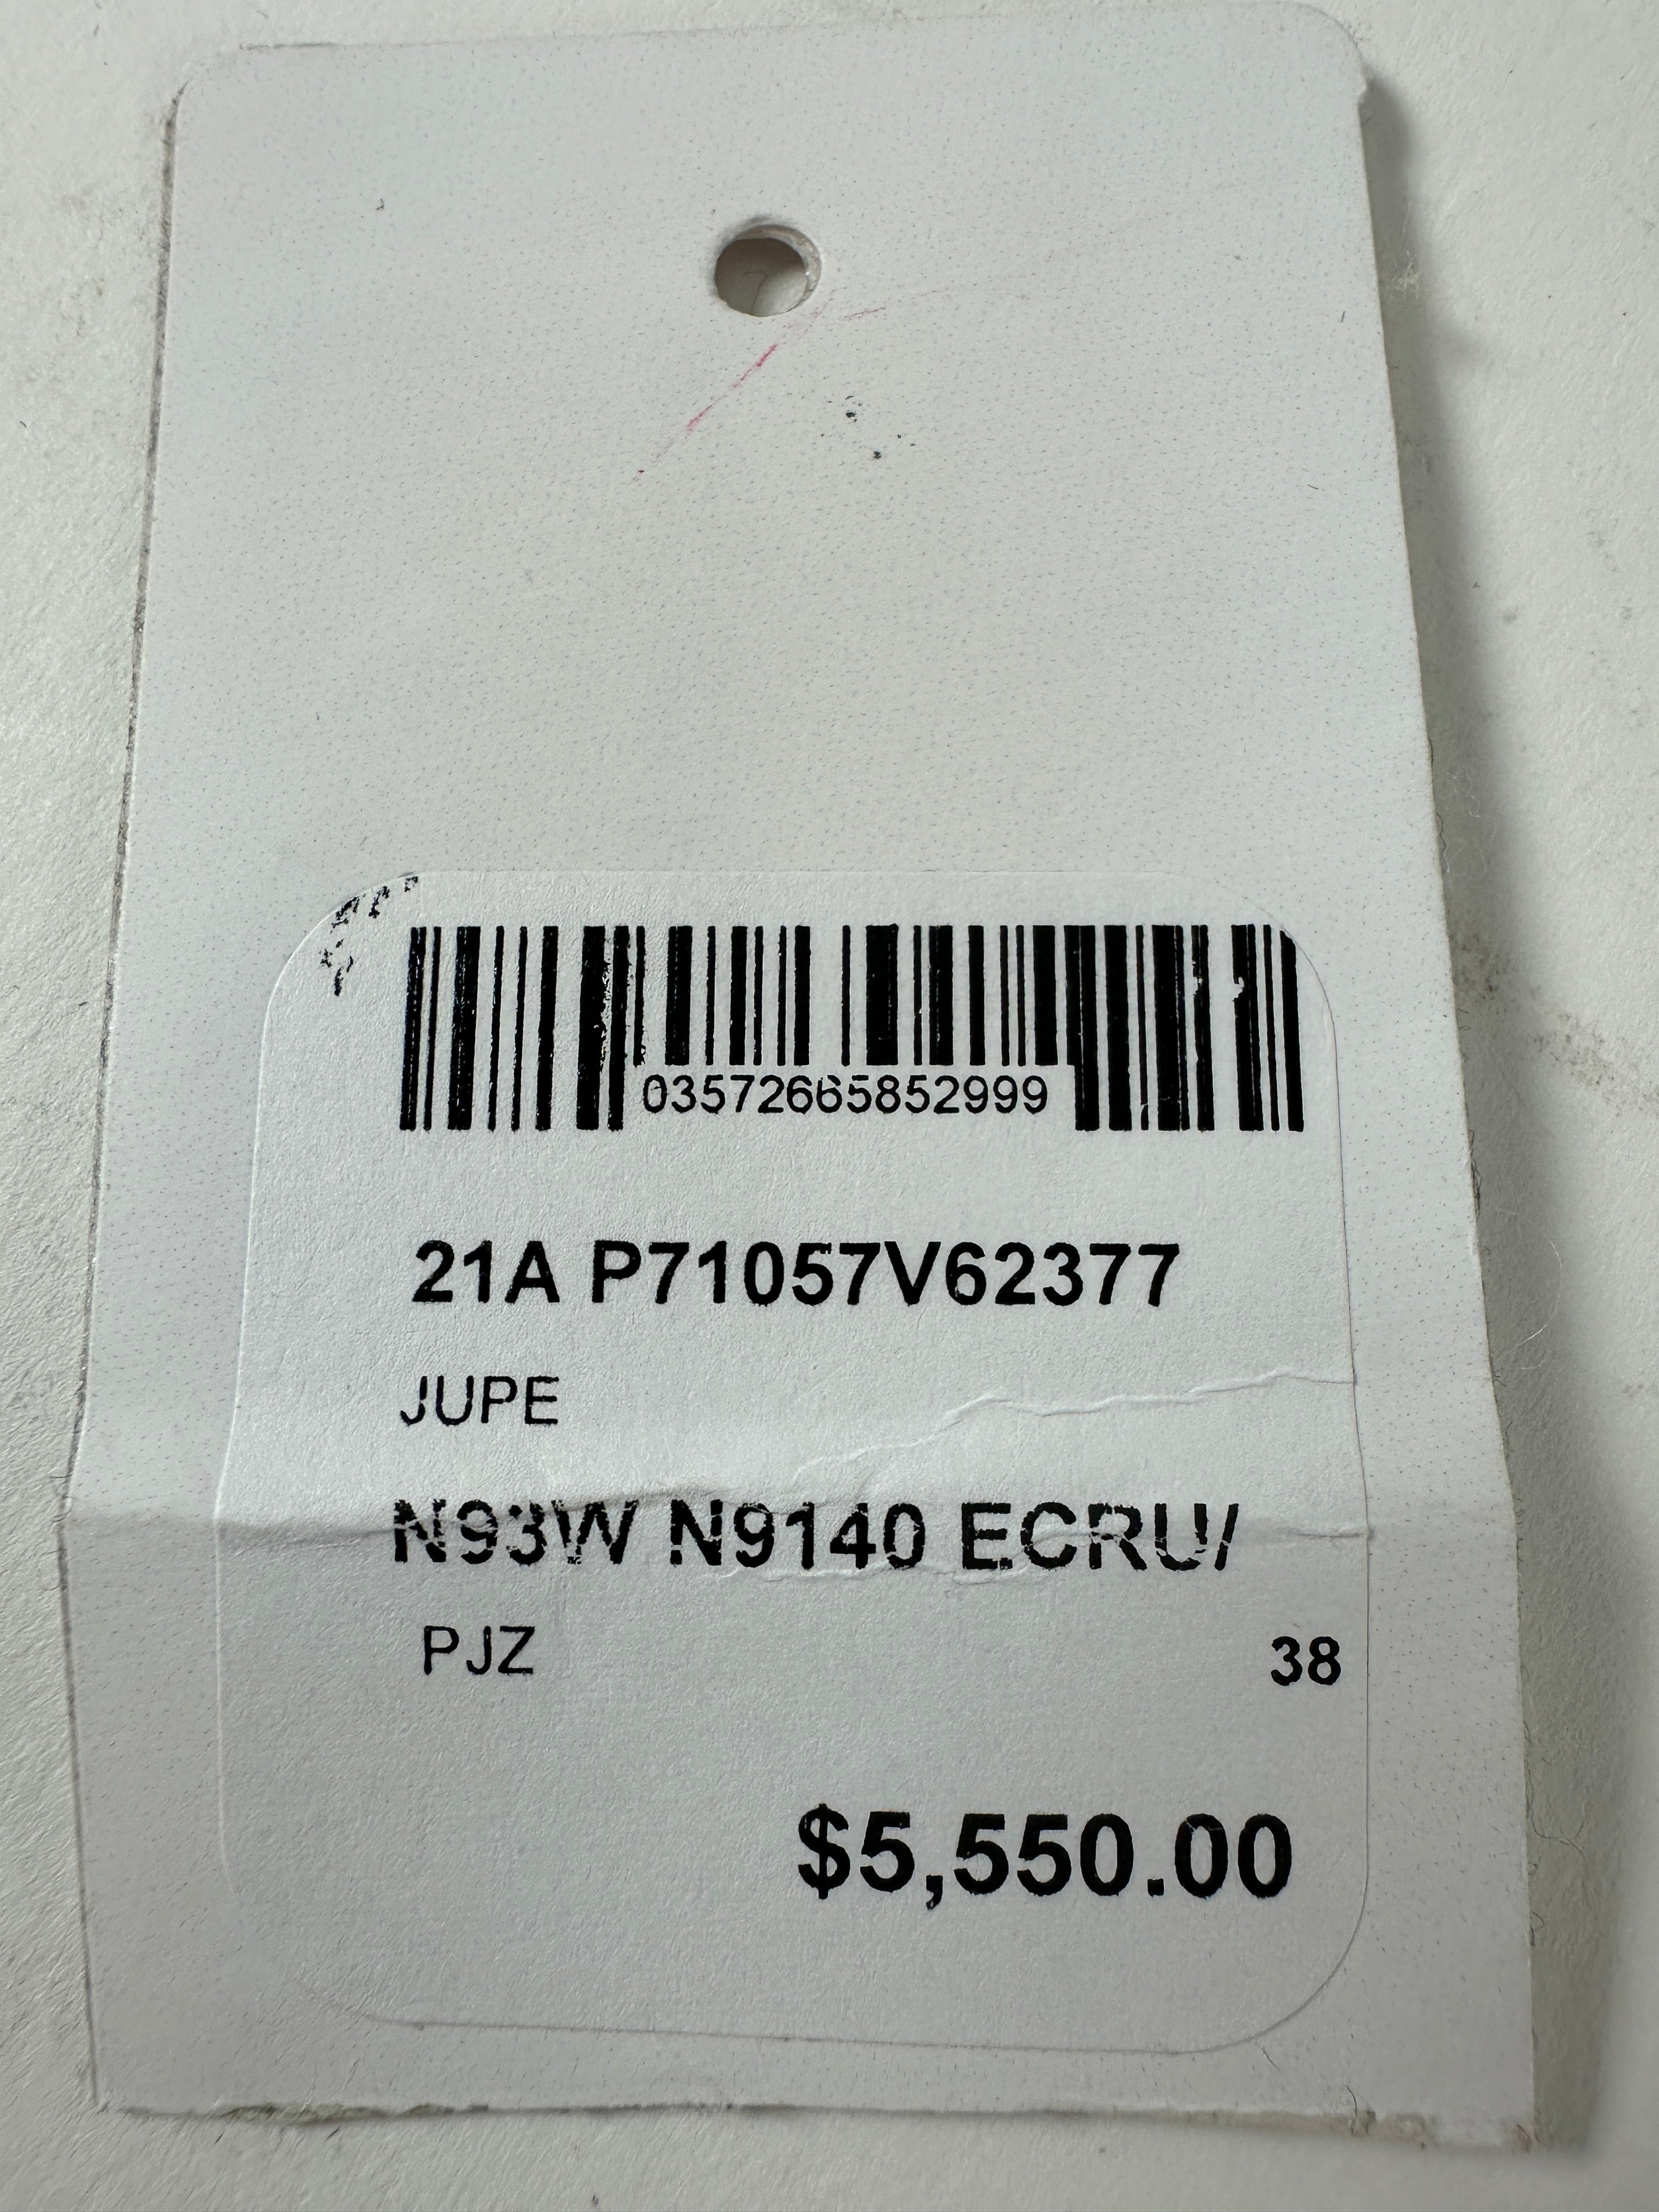 03572665852999
21A P71057V62377
JUPE
N93W N9140 ECRU/
PJZ 38
$5,550.00